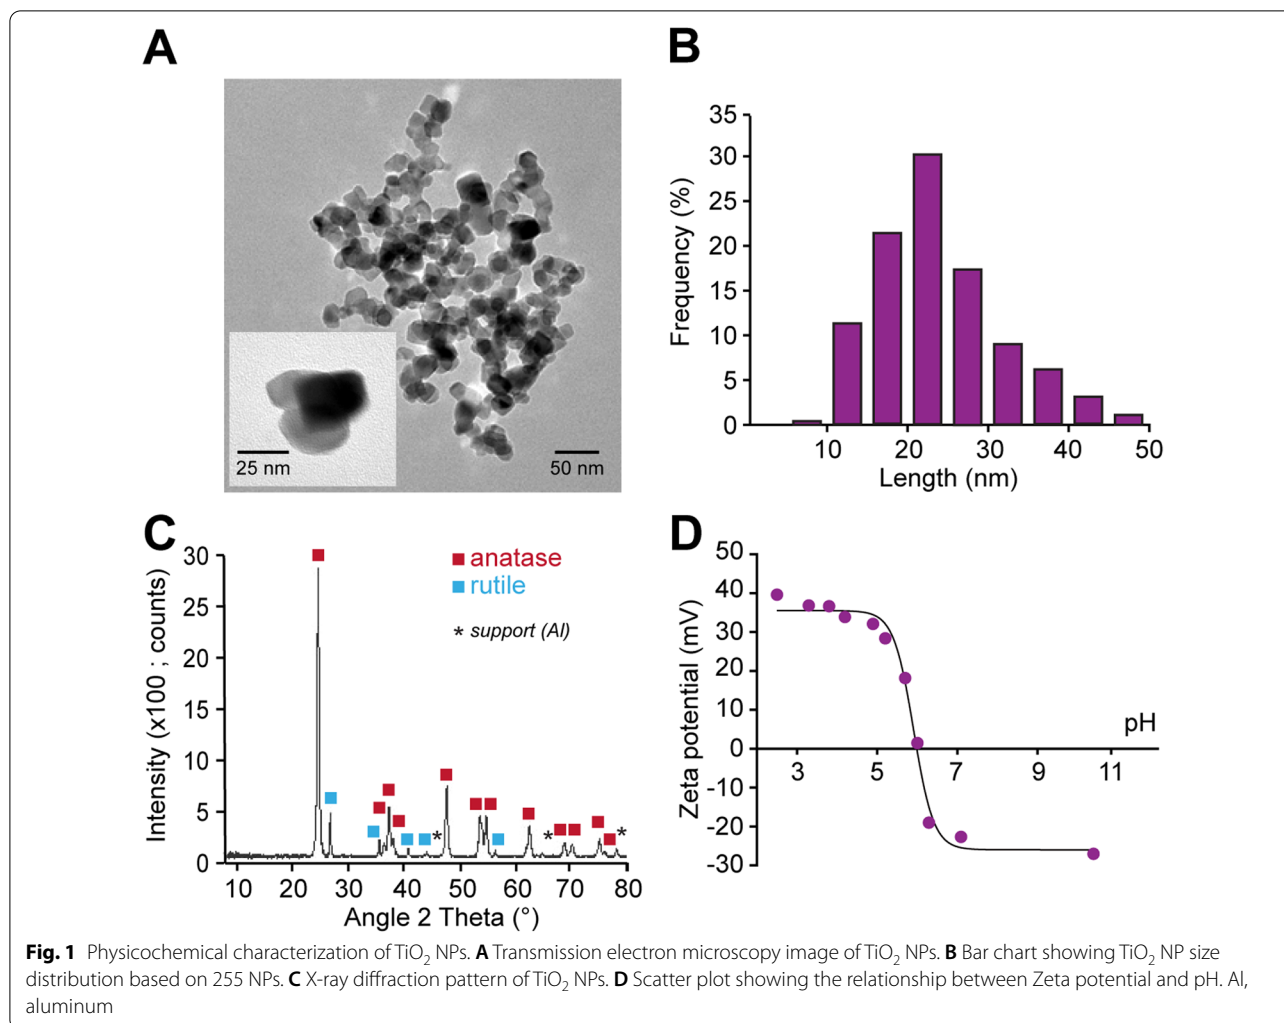 A
25 nm
50 nm
B
35
30
25
20
15
10
5
0
Frequency (%)
10 20 30 40 50
Length (nm)
C
30
25
20
15
10
5
0
Intensity (x100 ; counts)
anatase
rutile
* support (Al)
*
*
*
10 20 30 40 50 60 70 80
Angle 2 Theta (°)
D
50
40
30
20
10
0
-10
-20
-30
Zeta potential (mV)
pH
3 5 7 9 11
Fig. 1 Physicochemical characterization of TiO₂ NPs. A Transmission electron microscopy image of TiO₂ NPs. B Bar chart showing TiO₂ NP size
distribution based on 255 NPs. C X-ray diffraction pattern of TiO₂ NPs. D Scatter plot showing the relationship between Zeta potential and pH. Al,
aluminum